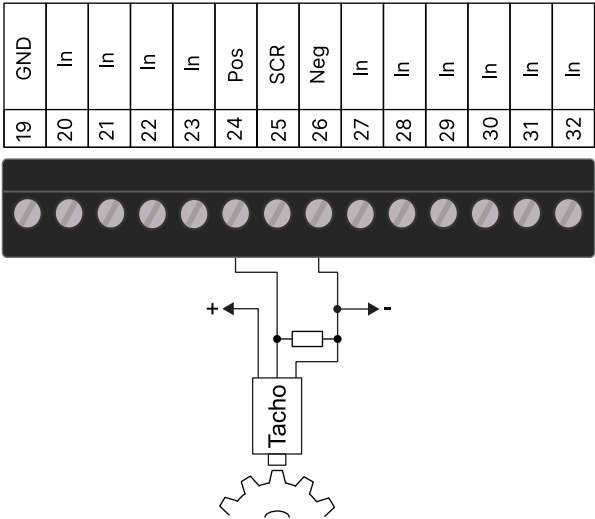 GND In In In In Pos SCR Neg In In In In In In
19 20 21 22 23 24 25 26 27 28 29 30 31 32
+ -
Tacho